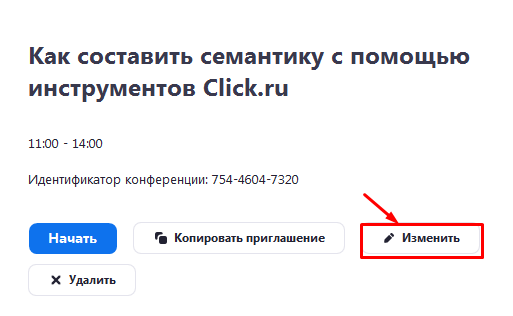 Как составить семантику с помощью
инструментов Click.ru
11:00 - 14:00
Идентификатор конференции: 754-4604-7320
Начать
Копировать приглашение
Изменить
Удалить